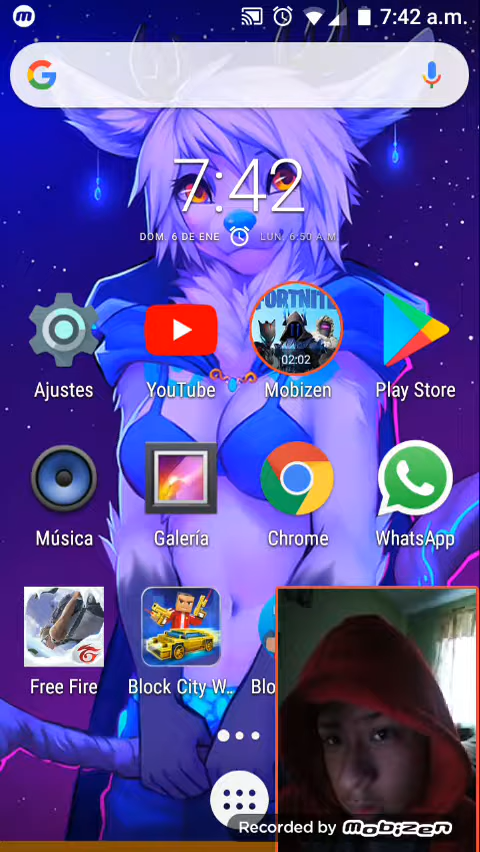 7:42 a.m.
7:42
DOM. 6 DE ENE
LUN. 6:50 A.M.
FORTNITE
02:02
Ajustes
YouTube
Mobizen
Play Store
Música
Galería
Chrome
WhatsApp
Free Fire
Block City W..
Blo
Recorded by Mobizen